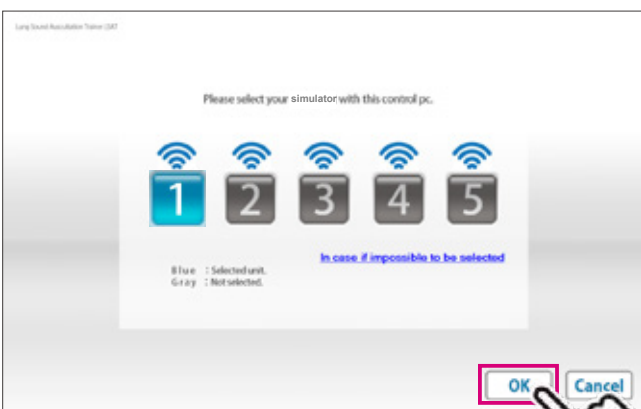 Lung Sound Auscultation Trainer LSAT
Please select your simulator with this control pc.
1 2 3 4 5
In case if impossible to be selected
Blue : Selected unit.
Gray : Not selected.
OK Cancel